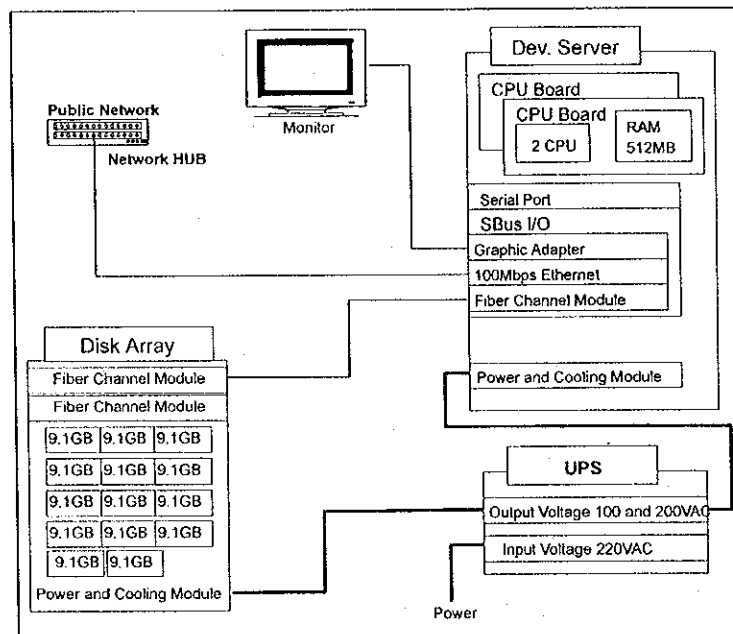 Dev. Server
CPU Board
CPU Board
2 CPU
RAM
512MB
Public Network
Network HUB
Monitor
Serial Port
SBus I/O
Graphic Adapter
100Mbps Ethernet
Fiber Channel Module
Power and Cooling Module
Disk Array
Fiber Channel Module
Fiber Channel Module
9.1GB 9.1GB 9.1GB
9.1GB 9.1GB 9.1GB
9.1GB 9.1GB 9.1GB
9.1GB 9.1GB 9.1GB
9.1GB 9.1GB
Power and Cooling Module
UPS
Output Voltage 100 and 200VAC
Input Voltage 220VAC
Power